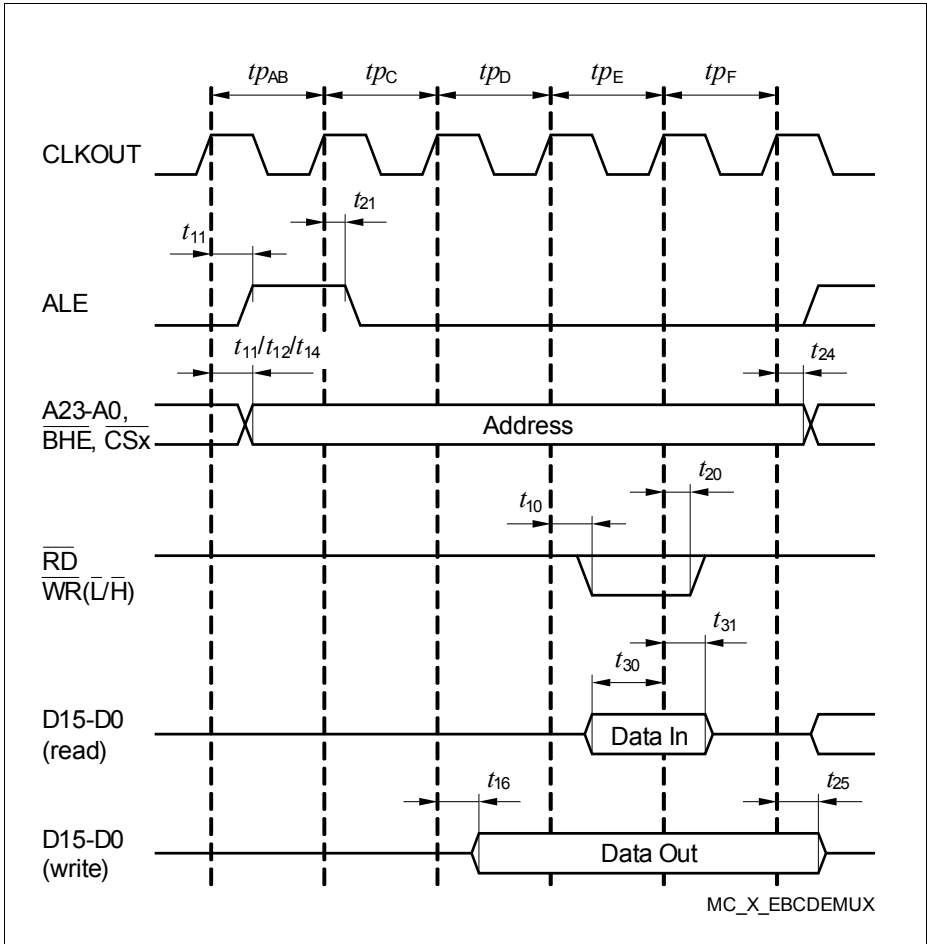 tpAB tpC tpD tpE tpF
CLKOUT
t21
t11
ALE
t11/t12/t14
t24
A23-A0,
BHE, CSx
Address
t20
t10
RD
WR(L/H)
t31
t30
D15-D0
(read)
Data In
t16
t25
D15-D0
(write)
Data Out
MC_X_EBCDEMUX